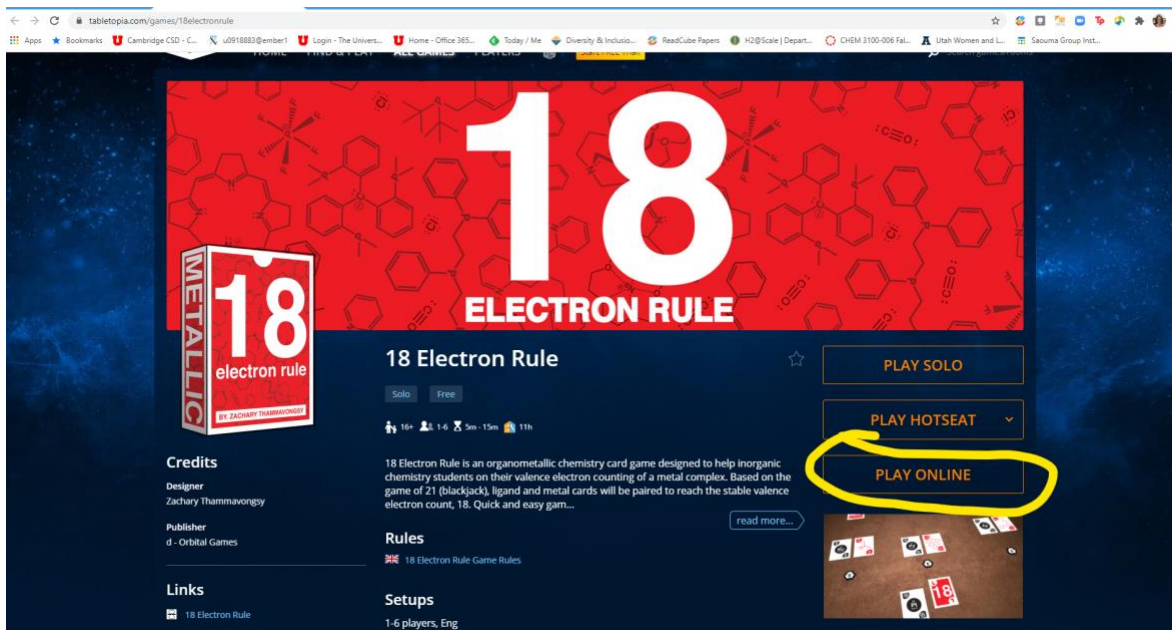 tabletopia.com/games/18electronrule
Apps Bookmarks Cambridge CSD - C... u0918883@ember1 Login - The Univers... Home - Office 365... Today / Me Diversity & Inclusio... ReadCube Papers H2@Scale | Depart... CHEM 3100-006 Fal... Utah Women and L... Saouma Group Inst...
HOME FIND & PLAY ALL GAMES PLAYERS Start FREE Trial Search games/rooms
18
ELECTRON RULE
METALLIC
18
electron rule
BY: ZACHARY THAMMAVONGSY
18 Electron Rule
Solo Free
16+ 1-6 5m - 15m 11h
18 Electron Rule is an organometallic chemistry card game designed to help inorganic
chemistry students on their valence electron counting of a metal complex. Based on the
game of 21 (blackjack), ligand and metal cards will be paired to reach the stable valence
electron count, 18. Quick and easy gam...
read more...
Rules
18 Electron Rule Game Rules
Setups
1-6 players, Eng
PLAY SOLO
PLAY HOTSEAT
PLAY ONLINE
18
Credits
Designer
Zachary Thammavongsy
Publisher
d - Orbital Games
Links
18 Electron Rule